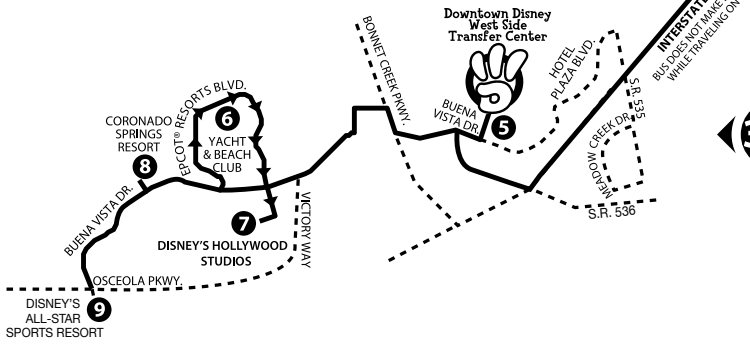 Downtown Disney
West Side
Transfer Center
BONNET CREEK PKWY.
HOTEL
PLAZA BLVD.
INTERSTAT
BUS DOES NOT MAKE
WHILE TRAVELING ON
S.R. 535
BUENA
VISTA DR.
5
MEADOW CREEK DR.
S.R. 536
EPCOT® RESORTS BLVD.
6
YACHT
& BEACH
CLUB
CORONADO
SPRINGS
RESORT
8
BUENA VISTA DR.
7
DISNEY'S HOLLYWOOD
STUDIOS
VICTORY WAY
OSCEOLA PKWY.
DISNEY'S
ALL-STAR
SPORTS RESORT
9